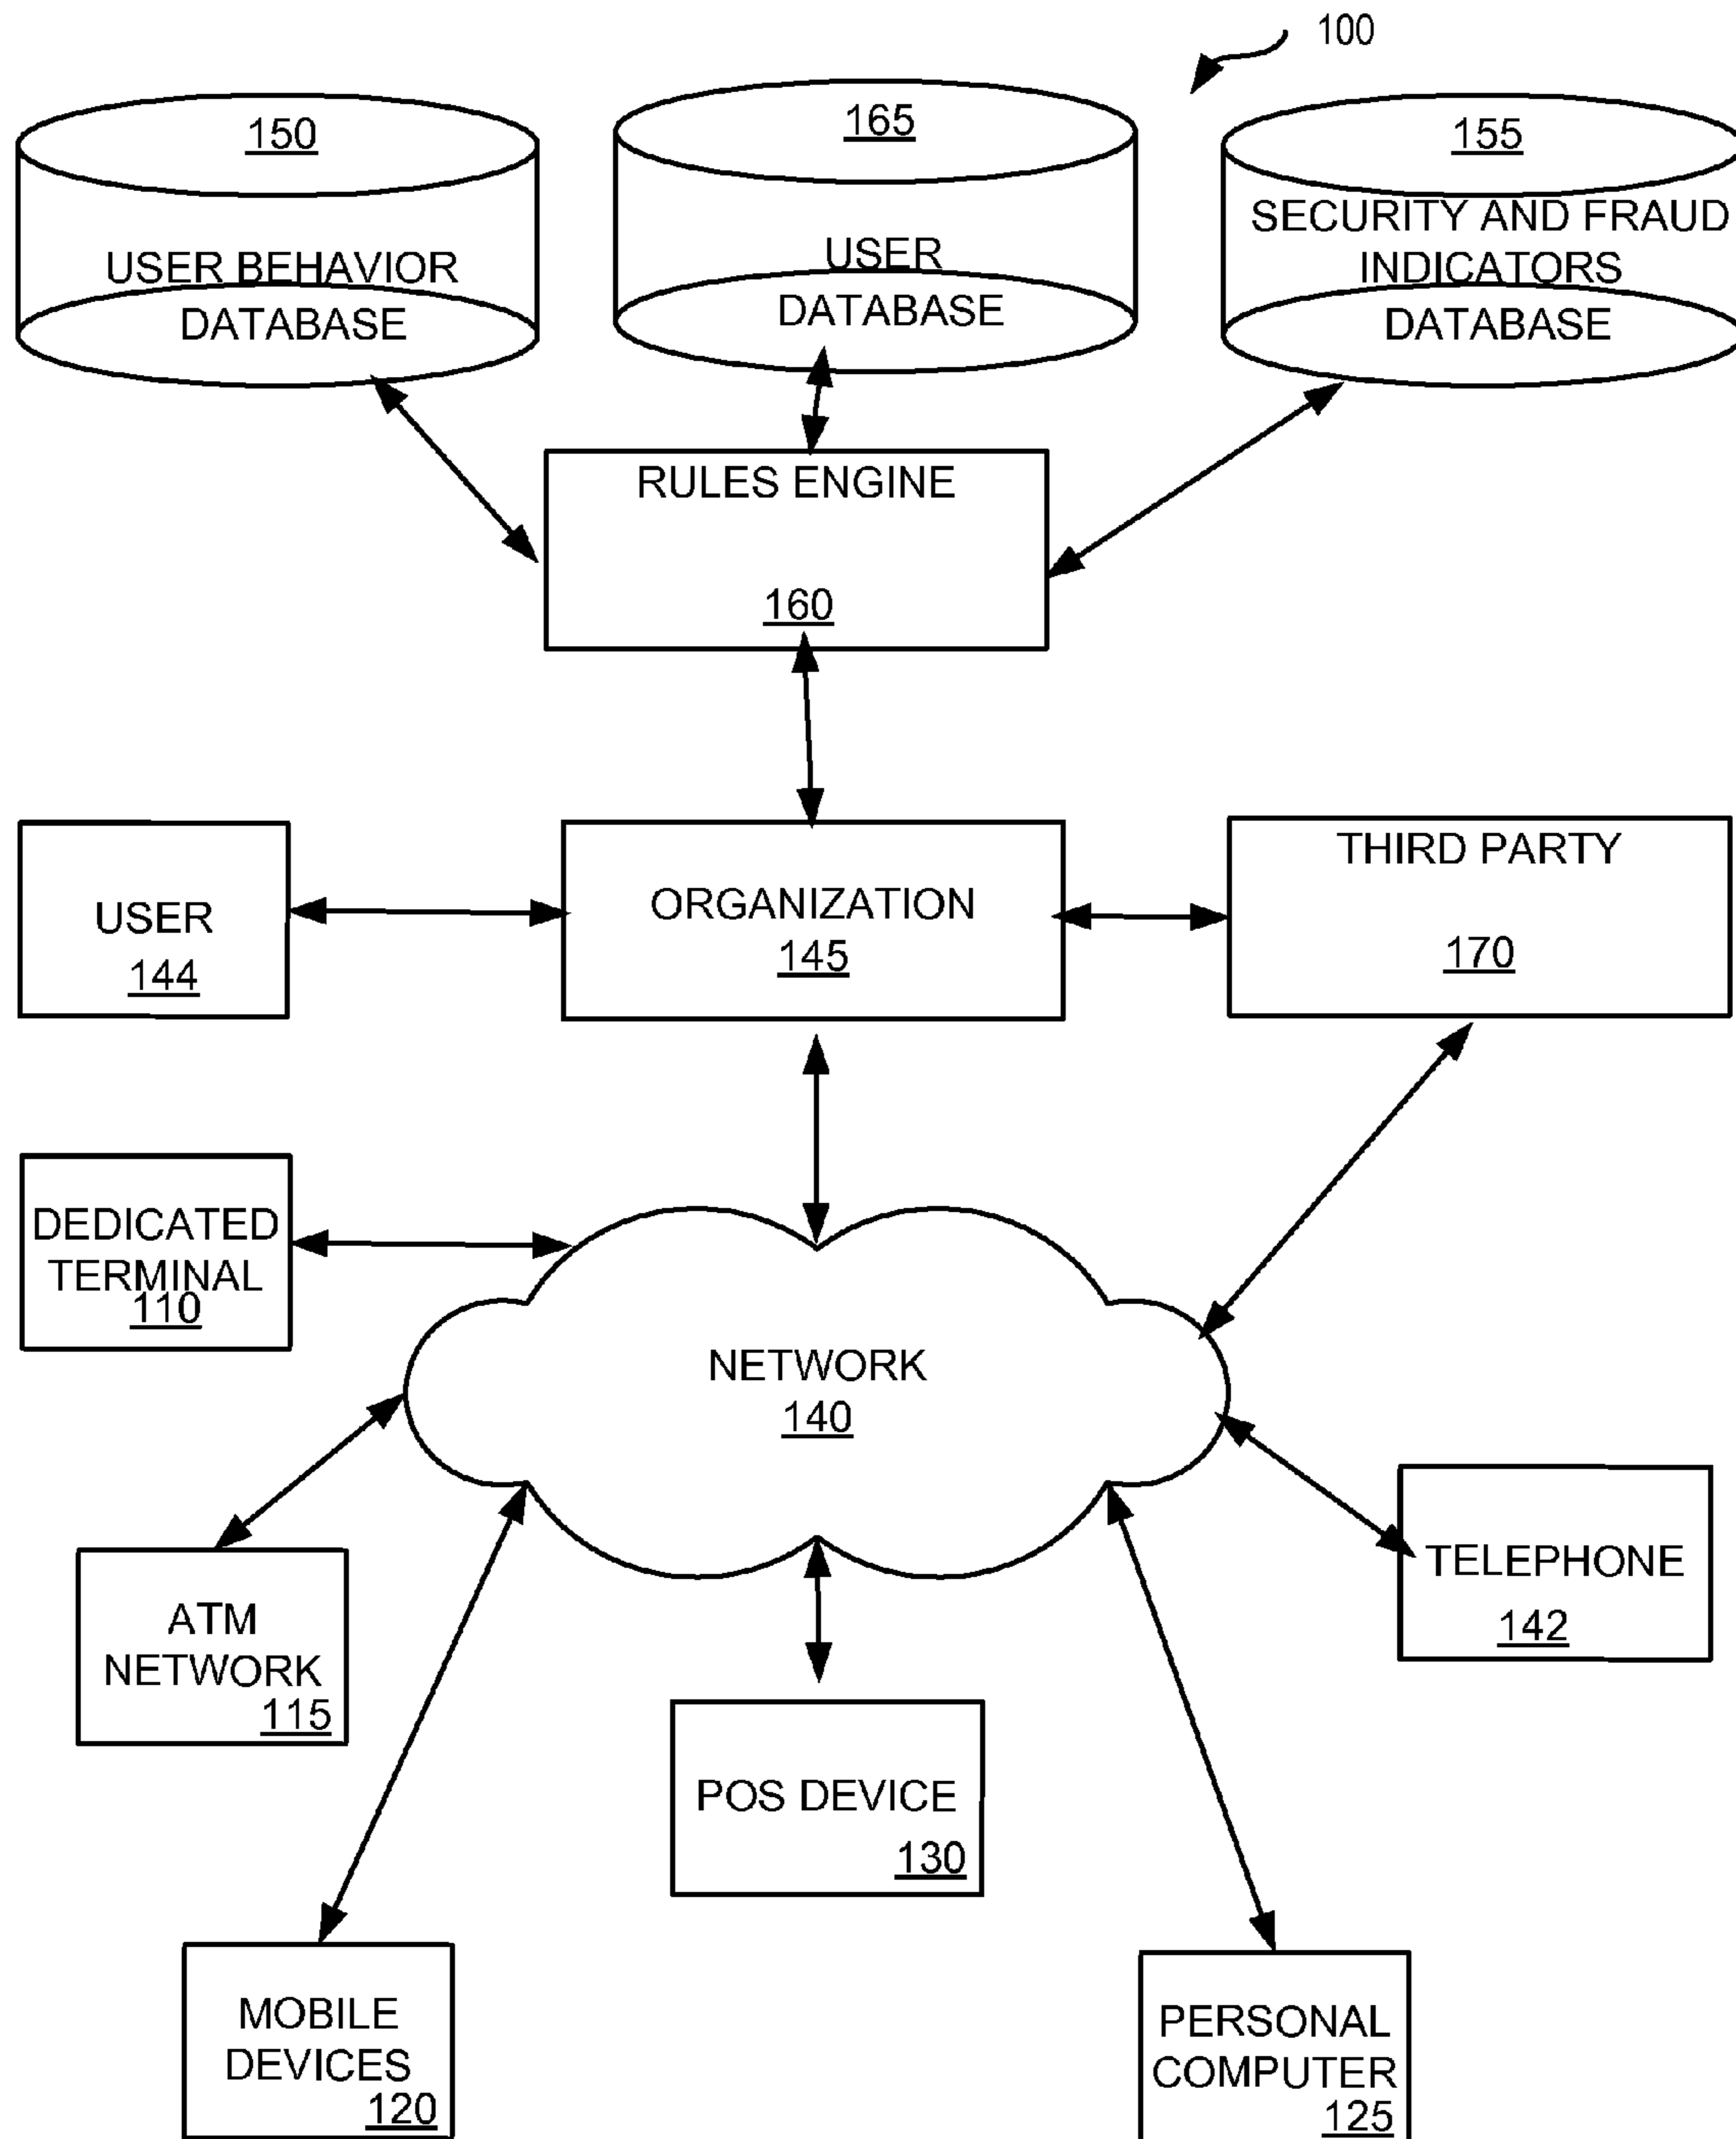 100
150
USER BEHAVIOR
DATABASE
165
USER
DATABASE
155
SECURITY AND FRAUD
INDICATORS
DATABASE
RULES ENGINE
160
USER
144
ORGANIZATION
145
THIRD PARTY
170
DEDICATED
TERMINAL
110
NETWORK
140
ATM
NETWORK
115
TELEPHONE
142
POS DEVICE
130
MOBILE
DEVICES
120
PERSONAL
COMPUTER
125